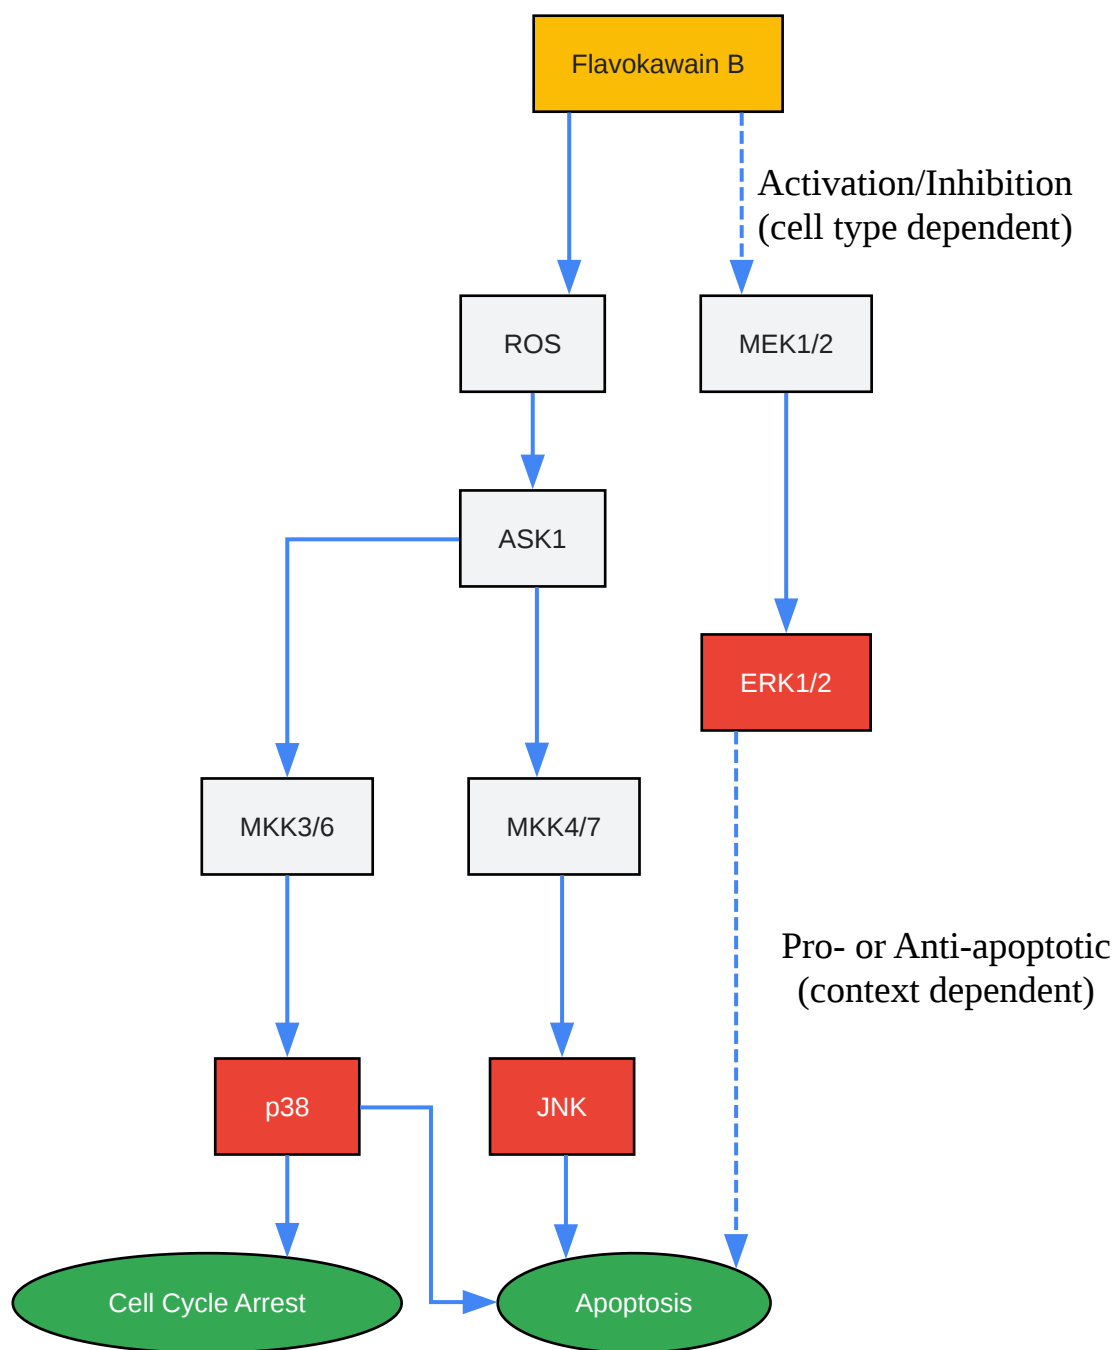 Flavokawain B
Activation/Inhibition
(cell type dependent)
ROS
MEK1/2
ASK1
ERK1/2
MKK3/6
MKK4/7
Pro- or Anti-apoptotic
(context dependent)
p38
JNK
Cell Cycle Arrest
Apoptosis